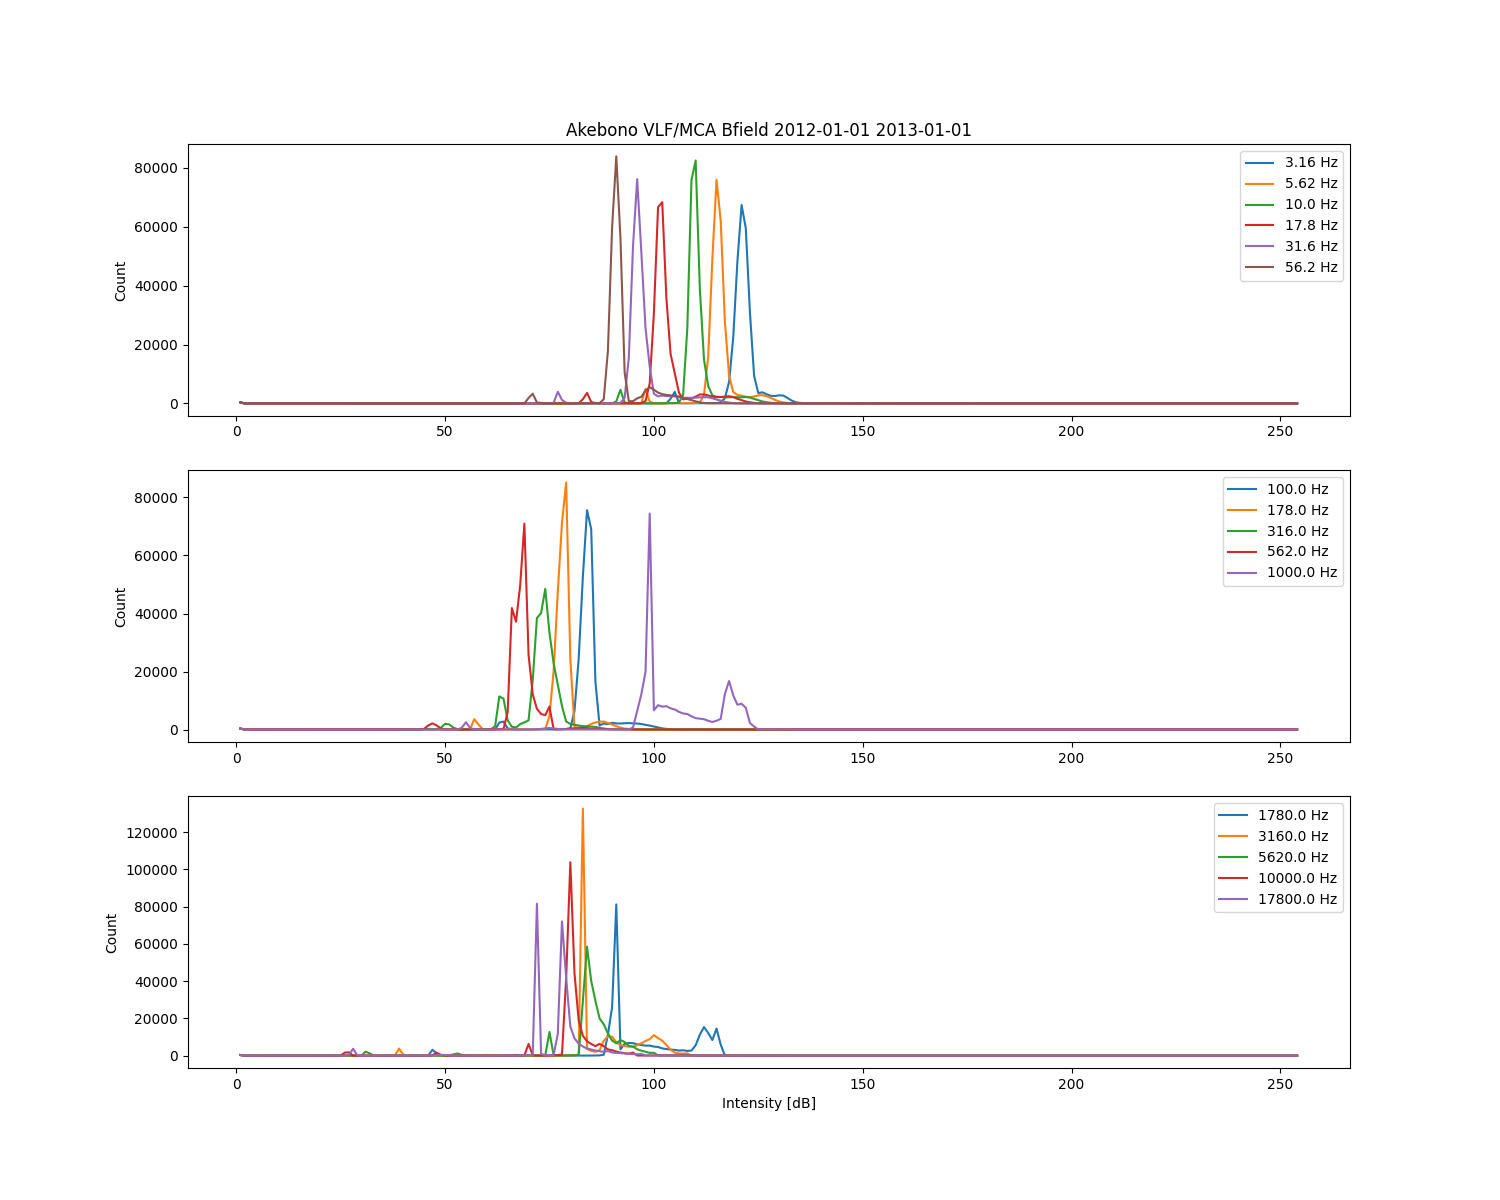 Akebono VLF/MCA Bfield 2012-01-01 2013-01-01
80000
60000
40000
20000
0
Count
0 50 100 150 200 250
3.16 Hz
5.62 Hz
10.0 Hz
17.8 Hz
31.6 Hz
56.2 Hz
80000
60000
40000
20000
0
Count
0 50 100 150 200 250
100.0 Hz
178.0 Hz
316.0 Hz
562.0 Hz
1000.0 Hz
120000
100000
80000
60000
40000
20000
0
Count
0 50 100 150 200 250
1780.0 Hz
3160.0 Hz
5620.0 Hz
10000.0 Hz
17800.0 Hz
Intensity [dB]